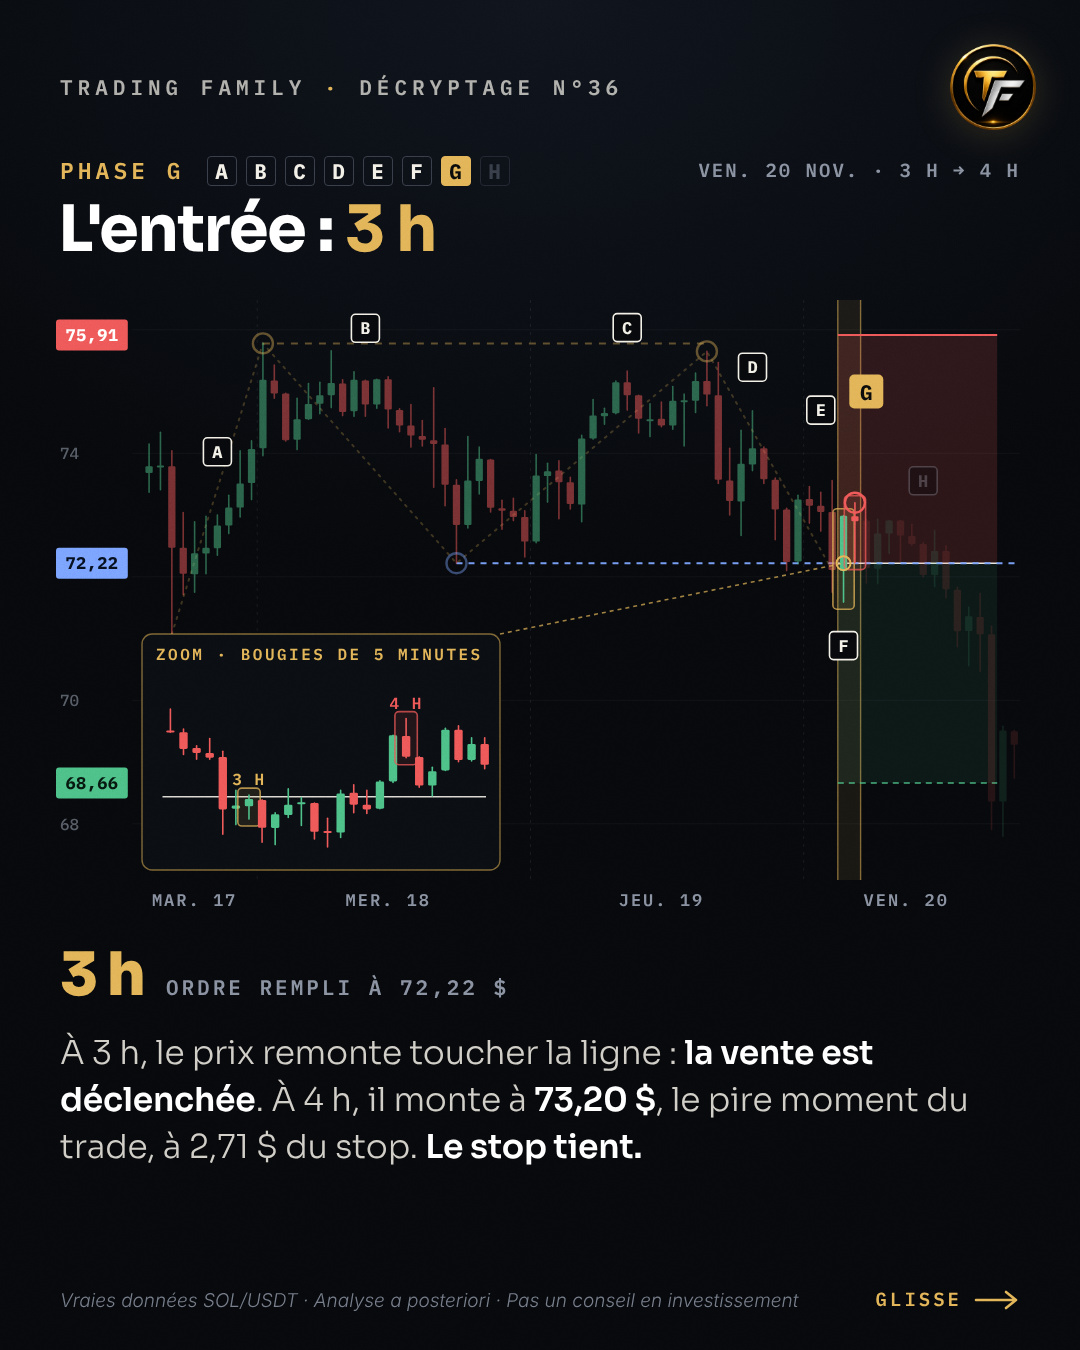 TRADING FAMILY · DÉCRYPTAGE N°36
TF
PHASE G A B C D E F G H
VEN. 20 NOV. · 3 H → 4 H
L'entrée : 3 h
75,91
B
C
D
G
E
74
A
H
72,22
F
ZOOM · BOUGIES DE 5 MINUTES
4 H
70
3 H
68,66
68
MAR. 17 MER. 18 JEU. 19 VEN. 20
3 h ORDRE REMPLI À 72,22 $
À 3 h, le prix remonte toucher la ligne : la vente est
déclenchée. À 4 h, il monte à 73,20 $, le pire moment du
trade, à 2,71 $ du stop. Le stop tient.
Vraies données SOL/USDT · Analyse a posteriori · Pas un conseil en investissement
GLISSE →